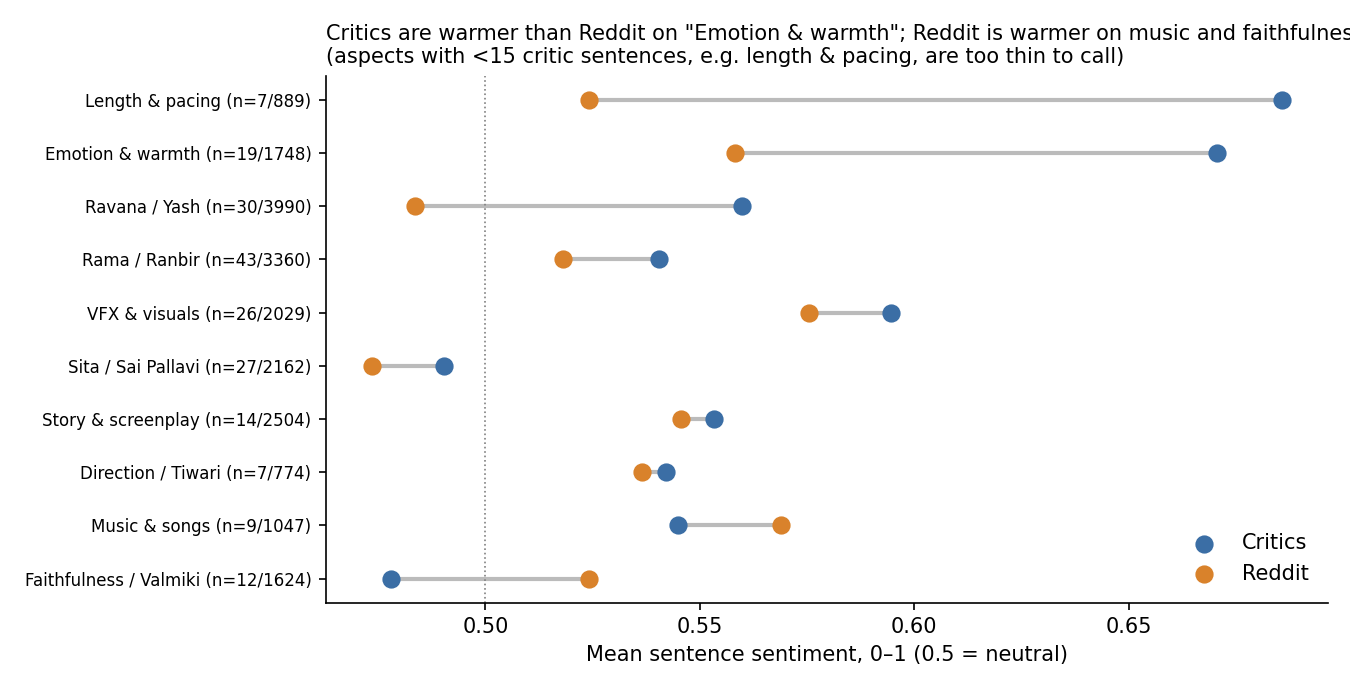 Critics are warmer than Reddit on "Emotion & warmth"; Reddit is warmer on music and faithfulnes
(aspects with <15 critic sentences, e.g. length & pacing, are too thin to call)
Length & pacing (n=7/889)
Emotion & warmth (n=19/1748)
Ravana / Yash (n=30/3990)
Rama / Ranbir (n=43/3360)
VFX & visuals (n=26/2029)
Sita / Sai Pallavi (n=27/2162)
Story & screenplay (n=14/2504)
Direction / Tiwari (n=7/774)
Music & songs (n=9/1047)
Faithfulness / Valmiki (n=12/1624)
Critics
Reddit
0.50 0.55 0.60 0.65
Mean sentence sentiment, 0–1 (0.5 = neutral)